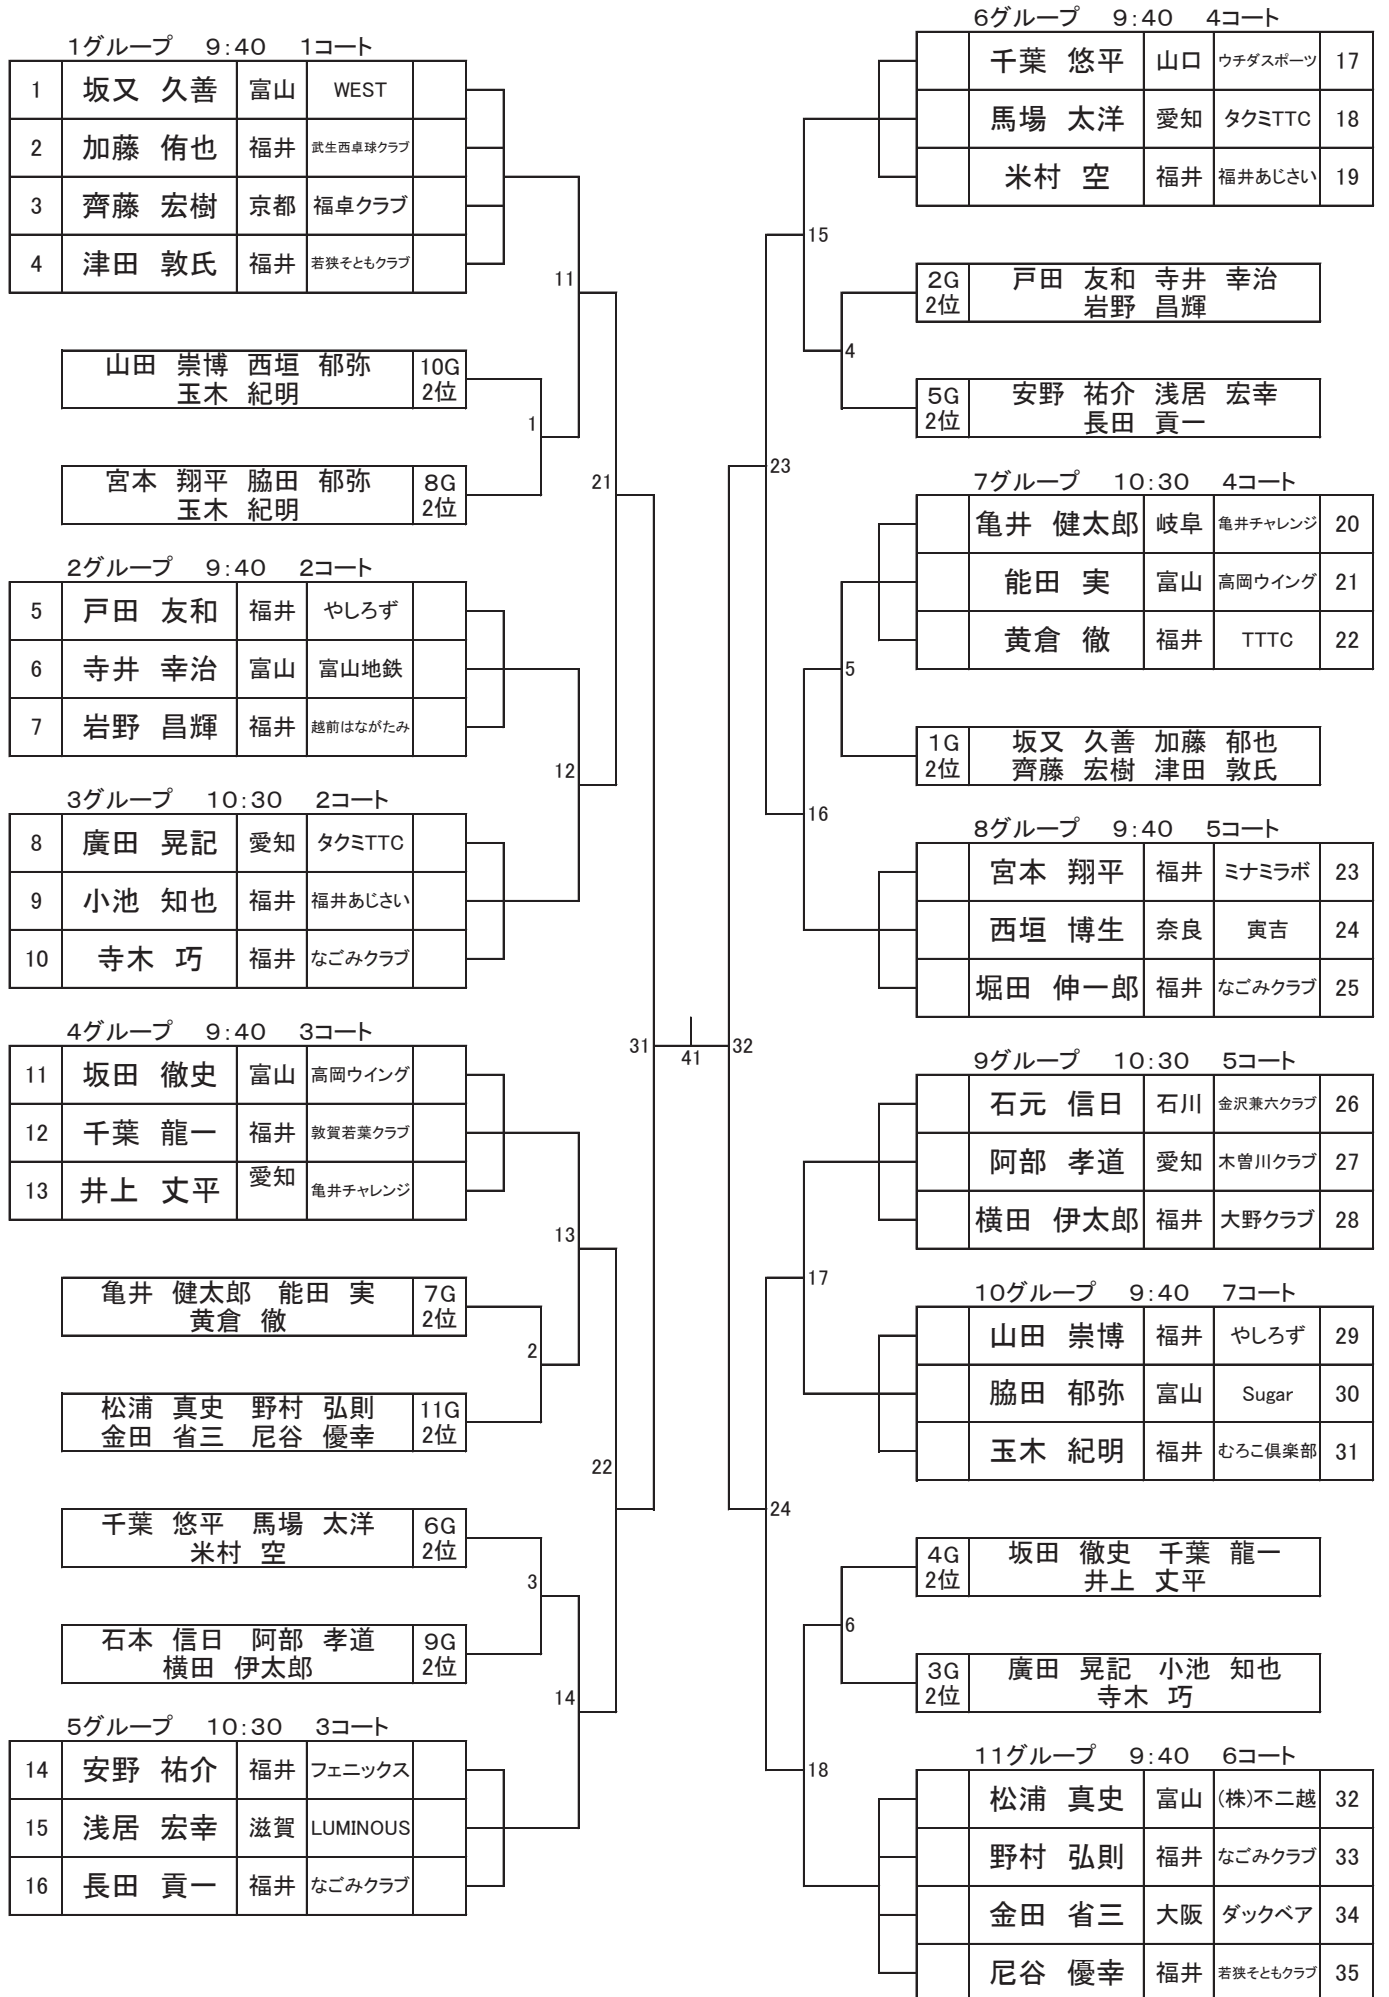 1グループ 9:40 1コート
1 坂又 久善 富山 WEST
2 加藤 侑也 福井 武生西卓球クラブ
3 齊藤 宏樹 京都 福卓クラブ
4 津田 敦氏 福井 若狭そともクラブ
11
山田 崇博 西垣 郁弥 10G
玉木 紀明 2位
1
宮本 翔平 脇田 郁弥 8G
玉木 紀明 2位
21
2グループ 9:40 2コート
5 戸田 友和 福井 やしろず
6 寺井 幸治 富山 富山地鉄
7 岩野 昌輝 福井 越前はながたみ
12
3グループ 10:30 2コート
8 廣田 晃記 愛知 タクミTTC
9 小池 知也 福井 福井あじさい
10 寺木 巧 福井 なごみクラブ
4グループ 9:40 3コート
11 坂田 徹史 富山 高岡ウイング
12 千葉 龍一 福井 敦賀若葉クラブ
13 井上 丈平 愛知 亀井チャレンジ
13
亀井 健太郎 能田 実 7G
黄倉 徹 2位
2
松浦 真史 野村 弘則 11G
金田 省三 尼谷 優幸 2位
22
千葉 悠平 馬場 太洋 6G
米村 空 2位
3
石本 信日 阿部 孝道 9G
横田 伊太郎 2位
14
5グループ 10:30 3コート
14 安野 祐介 福井 フェニックス
15 浅居 宏幸 滋賀 LUMINOUS
16 長田 貢一 福井 なごみクラブ
31
41
32
6グループ 9:40 4コート
千葉 悠平 山口 ウチダスポーツ 17
馬場 太洋 愛知 タクミTTC 18
米村 空 福井 福井あじさい 19
15
2G 戸田 友和 寺井 幸治
2位 岩野 昌輝
4
5G 安野 祐介 浅居 宏幸
2位 長田 貢一
23
7グループ 10:30 4コート
亀井 健太郎 岐阜 亀井チャレンジ 20
能田 実 富山 高岡ウイング 21
黄倉 徹 福井 TTTC 22
5
1G 坂又 久善 加藤 郁也
2位 齊藤 宏樹 津田 敦氏
16
8グループ 9:40 5コート
宮本 翔平 福井 ミナミラボ 23
西垣 博生 奈良 寅吉 24
堀田 伸一郎 福井 なごみクラブ 25
9グループ 10:30 5コート
石元 信日 石川 金沢兼六クラブ 26
阿部 孝道 愛知 木曽川クラブ 27
横田 伊太郎 福井 大野クラブ 28
17
10グループ 9:40 7コート
山田 崇博 福井 やしろず 29
脇田 郁弥 富山 Sugar 30
玉木 紀明 福井 むろこ倶楽部 31
24
4G 坂田 徹史 千葉 龍一
2位 井上 丈平
6
3G 廣田 晃記 小池 知也
2位 寺木 巧
18
11グループ 9:40 6コート
松浦 真史 富山 (株)不二越 32
野村 弘則 福井 なごみクラブ 33
金田 省三 大阪 ダックベア 34
尼谷 優幸 福井 若狭そともクラブ 35